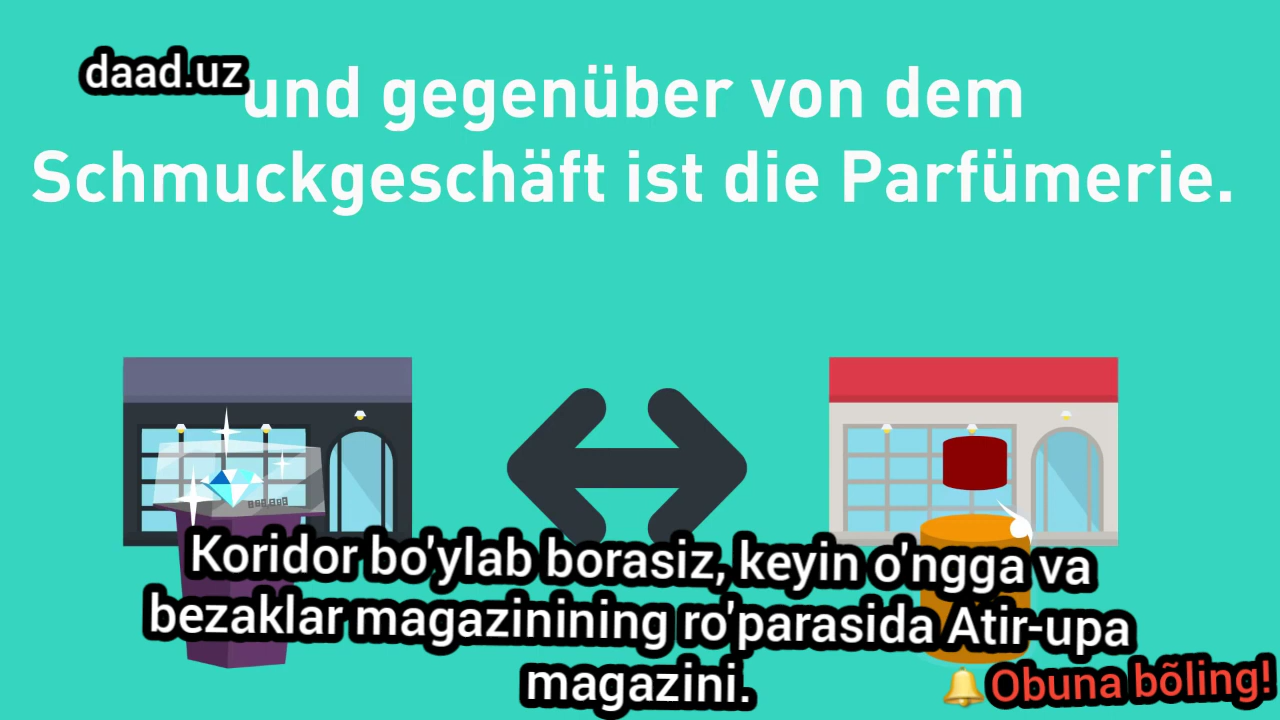 daad.uz
und gegenüber von dem
Schmuckgeschäft ist die Parfümerie.
Koridor bo'ylab borasiz, keyin o'ngga va
bezaklar magazinining ro'parasida Atir-upa
magazini.
🔔Obuna bõling!